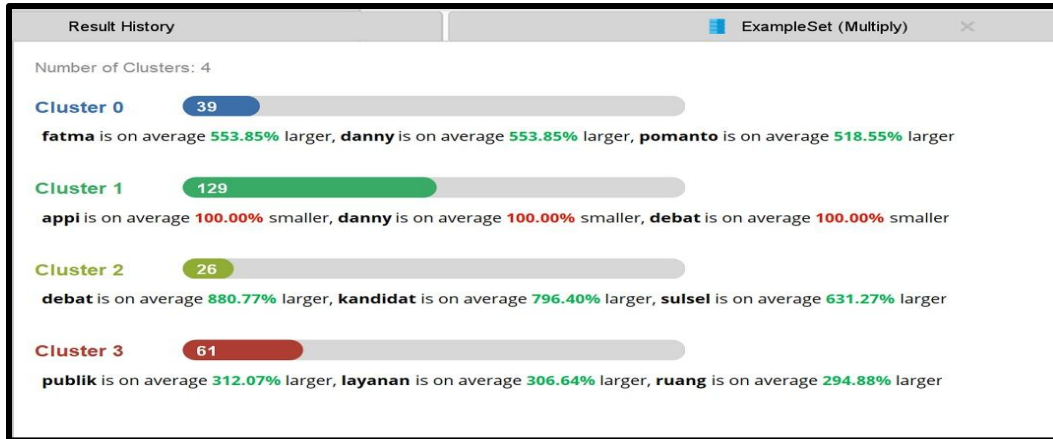 Result History
ExampleSet (Multiply)
Number of Clusters: 4
Cluster 0
39
fatma is on average 553.85% larger, danny is on average 553.85% larger, pomanto is on average 518.55% larger
Cluster 1
129
appi is on average 100.00% smaller, danny is on average 100.00% smaller, debat is on average 100.00% smaller
Cluster 2
26
debat is on average 880.77% larger, kandidat is on average 796.40% larger, sulsel is on average 631.27% larger
Cluster 3
61
publik is on average 312.07% larger, layanan is on average 306.64% larger, ruang is on average 294.88% larger